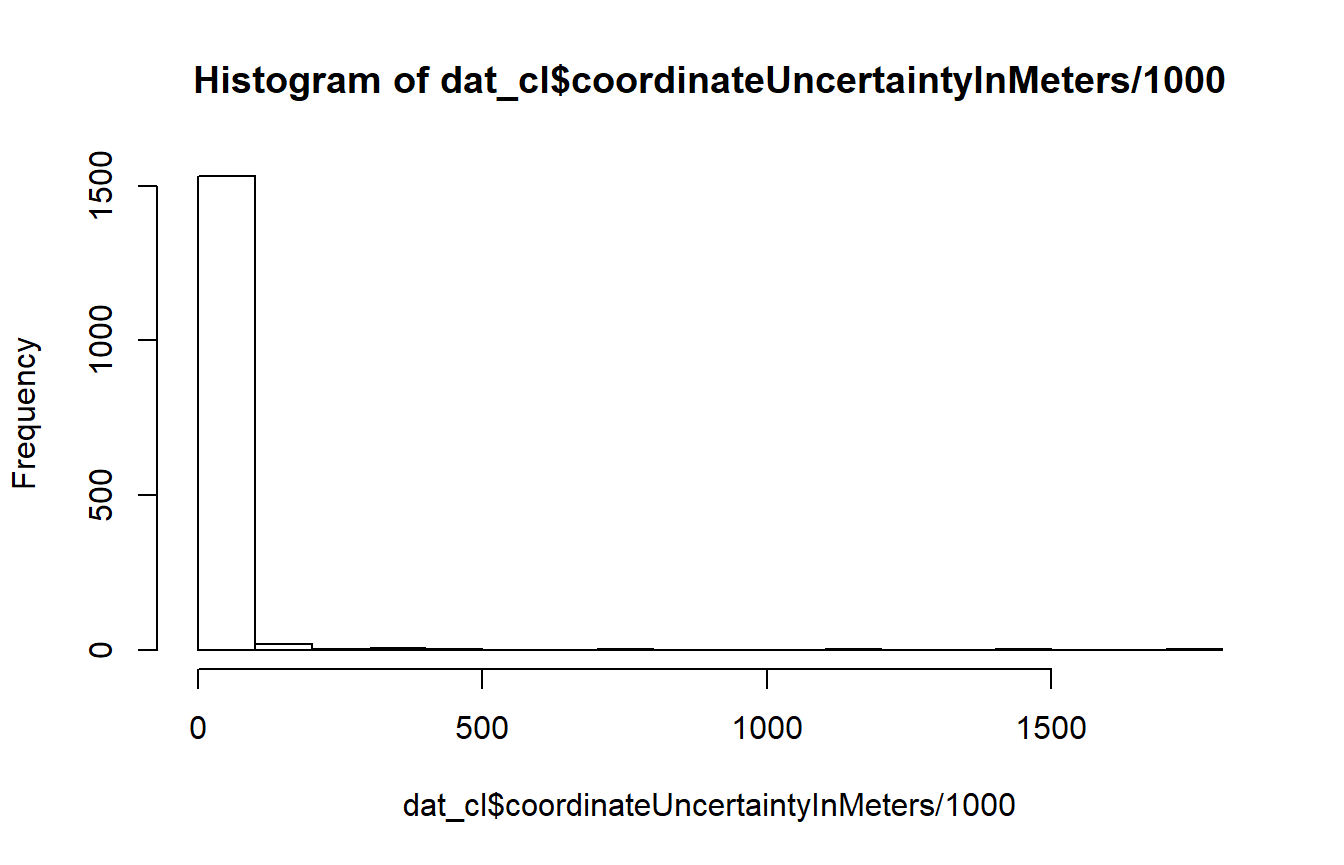 Histogram of dat_cl$coordinateUncertaintyInMeters/1000
Frequency
1500
1000
500
0
0 500 1000 1500
dat_cl$coordinateUncertaintyInMeters/1000